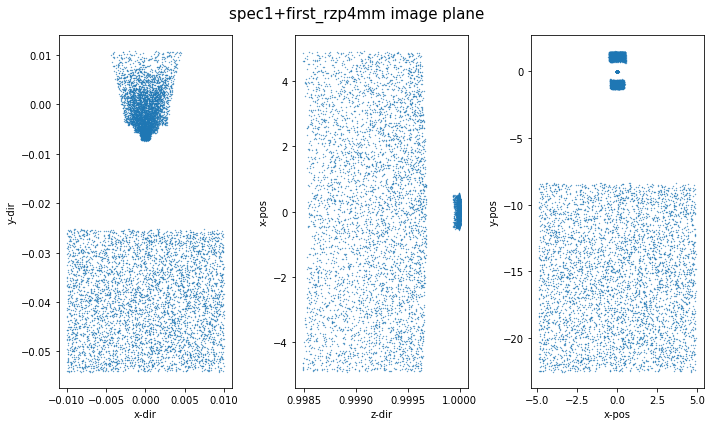 spec1+first_rzp4mm image plane
0.01
0.00
−0.01
−0.02
−0.03
−0.04
−0.05
y-dir
−0.010 −0.005 0.000 0.005 0.010
x-dir
4
2
0
−2
−4
x-pos
0.9985 0.9990 0.9995 1.0000
z-dir
0
−5
−10
−15
−20
y-pos
−5.0 −2.5 0.0 2.5 5.0
x-pos